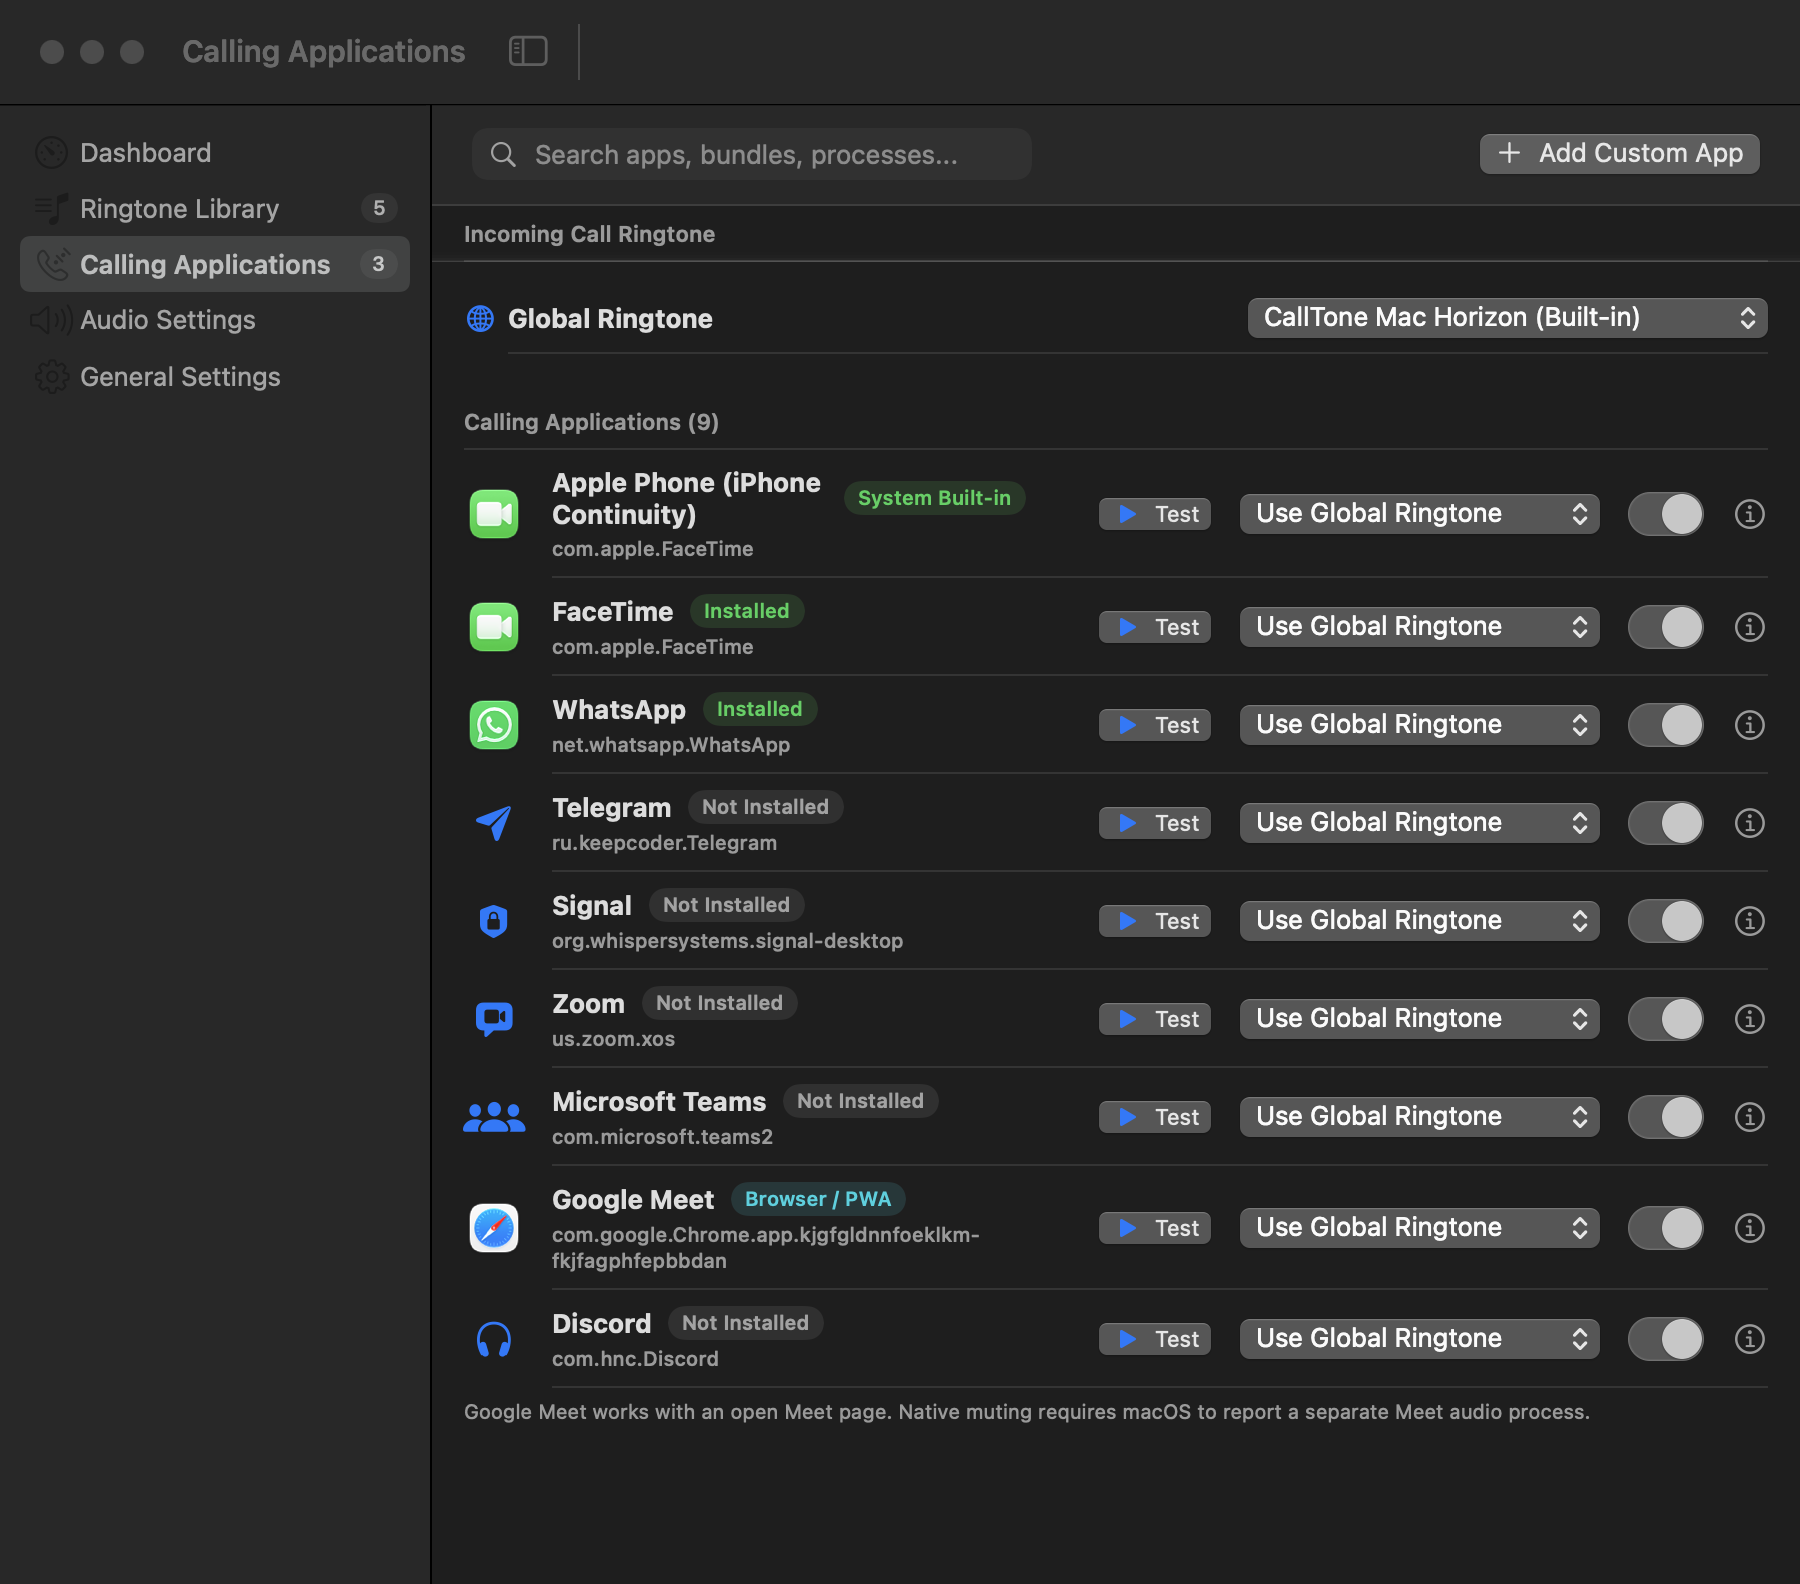 Calling Applications
Dashboard
Ringtone Library 5
Calling Applications 3
Audio Settings
General Settings
Search apps, bundles, processes...
Add Custom App
Incoming Call Ringtone
Global Ringtone
CallTone Mac Horizon (Built-in)
Calling Applications (9)
Apple Phone (iPhone
Continuity)
System Built-in
com.apple.FaceTime
Test
Use Global Ringtone
FaceTime Installed
com.apple.FaceTime
Test
Use Global Ringtone
WhatsApp Installed
net.whatsapp.WhatsApp
Test
Use Global Ringtone
Telegram Not Installed
ru.keepcoder.Telegram
Test
Use Global Ringtone
Signal Not Installed
org.whispersystems.signal-desktop
Test
Use Global Ringtone
Zoom Not Installed
us.zoom.xos
Test
Use Global Ringtone
Microsoft Teams Not Installed
com.microsoft.teams2
Test
Use Global Ringtone
Google Meet Browser / PWA
com.google.Chrome.app.kjgfgldnnfoeklkm-
fkjfagphfepbbdan
Test
Use Global Ringtone
Discord Not Installed
com.hnc.Discord
Test
Use Global Ringtone
Google Meet works with an open Meet page. Native muting requires macOS to report a separate Meet audio process.